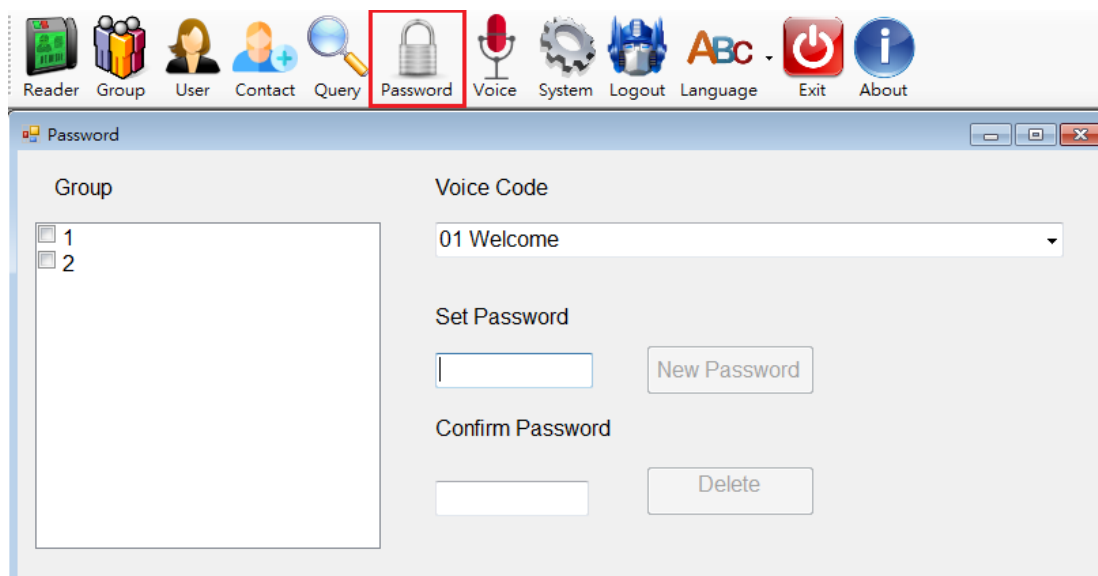 Reader Group User Contact Query Password Voice System Logout Language Exit About
ABC
Password
Group
1
2
Voice Code
01 Welcome
Set Password
New Password
Confirm Password
Delete